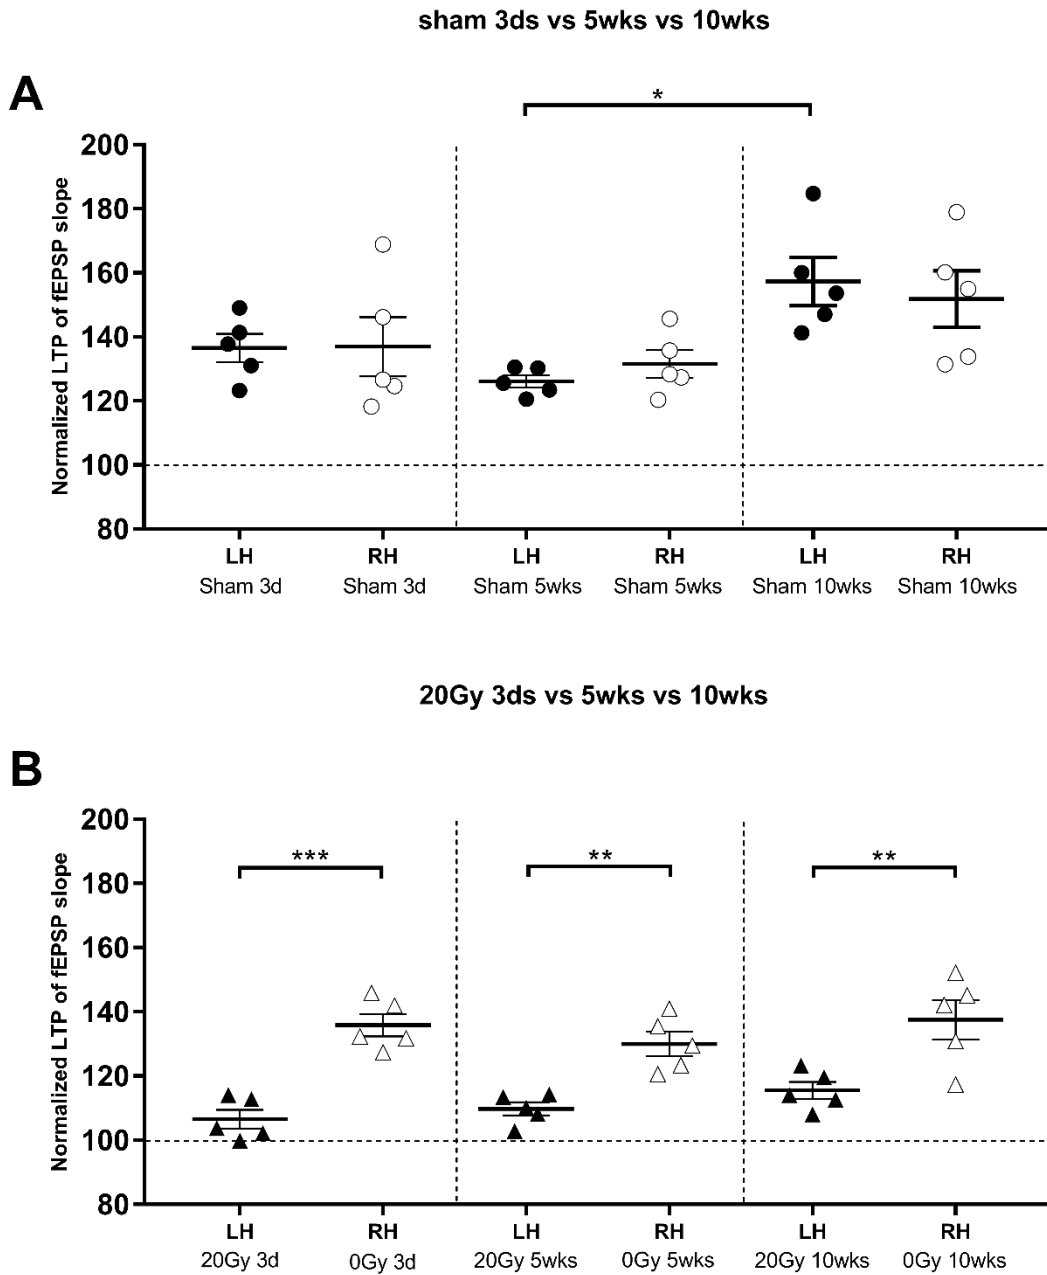 sham 3ds vs 5wks vs 10wks
A
*
Normalized LTP of fEPSP slope
200
180
160
140
120
100
80
LH RH LH RH LH RH
Sham 3d Sham 3d Sham 5wks Sham 5wks Sham 10wks Sham 10wks
20Gy 3ds vs 5wks vs 10wks
B
*** ** **
Normalized LTP of fEPSP slope
200
180
160
140
120
100
80
LH RH LH RH LH RH
20Gy 3d 0Gy 3d 20Gy 5wks 0Gy 5wks 20Gy 10wks 0Gy 10wks